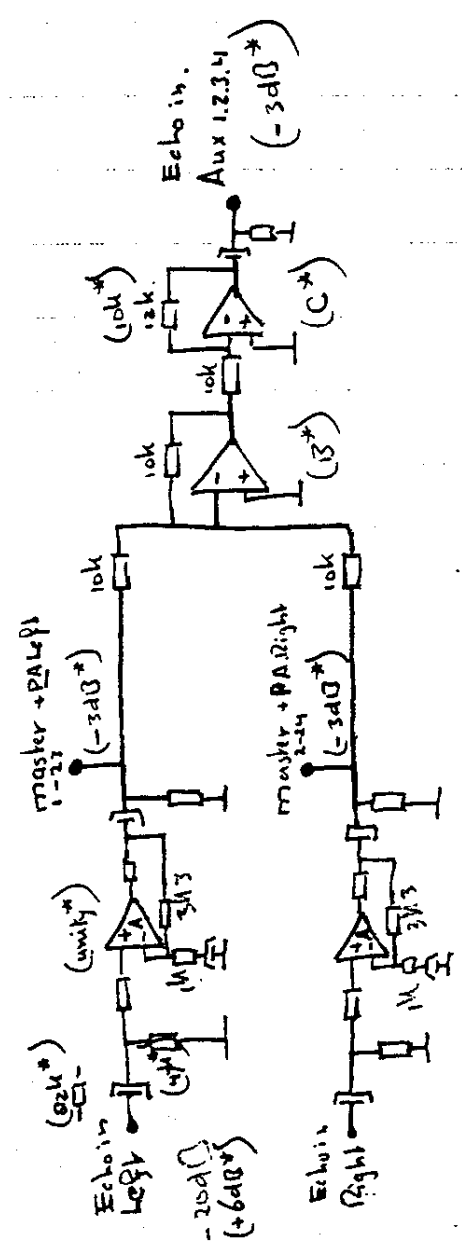 Echo in
Left
(82k*)
-20dB
(+6dB*)
(47k*)
(unity*)
+A
-
3k3
1k
master + PA Left
1-23
(-3dB*)
10k
Echo in
Right
+A
-
3k3
1k
master + PA Right
2-24
(-3dB*)
10k
10k
-
+
(B*)
10k
(10k*)
12k
-
+
(C*)
Echo in.
Aux 1.2.3.4
(-3dB*)